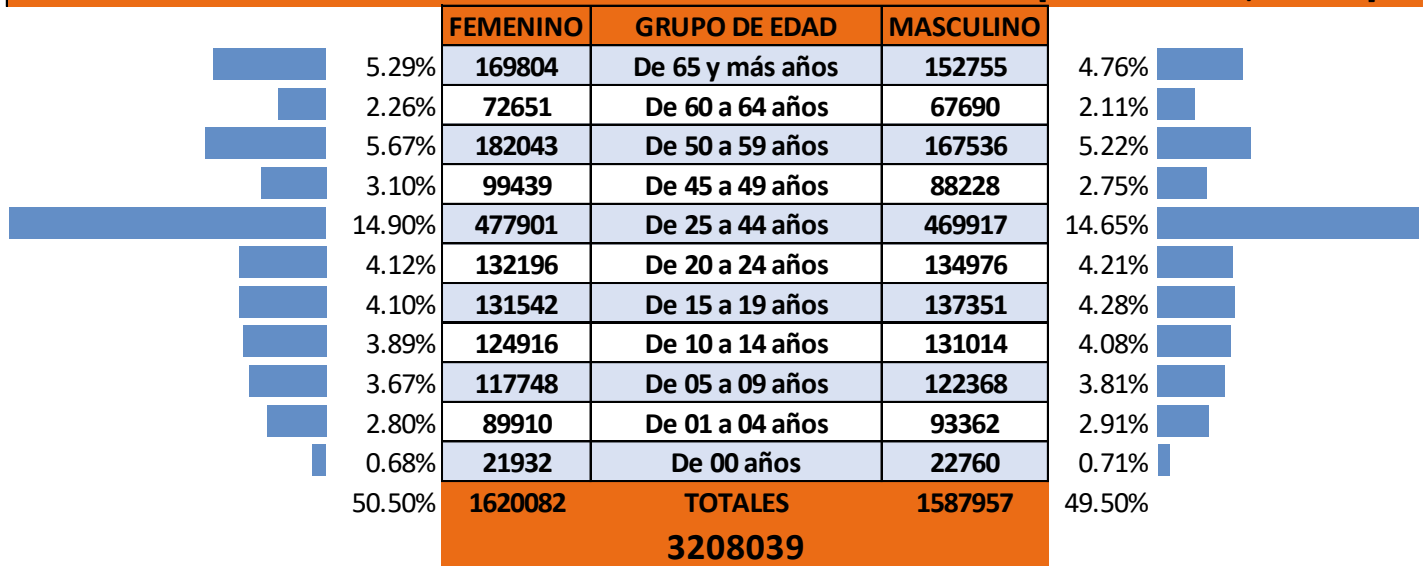 FEMENINO GRUPO DE EDAD MASCULINO
5.29% 169804 De 65 y más años 152755 4.76%
2.26% 72651 De 60 a 64 años 67690 2.11%
5.67% 182043 De 50 a 59 años 167536 5.22%
3.10% 99439 De 45 a 49 años 88228 2.75%
14.90% 477901 De 25 a 44 años 469917 14.65%
4.12% 132196 De 20 a 24 años 134976 4.21%
4.10% 131542 De 15 a 19 años 137351 4.28%
3.89% 124916 De 10 a 14 años 131014 4.08%
3.67% 117748 De 05 a 09 años 122368 3.81%
2.80% 89910 De 01 a 04 años 93362 2.91%
0.68% 21932 De 00 años 22760 0.71%
50.50% 1620082 TOTALES 1587957 49.50%
3208039